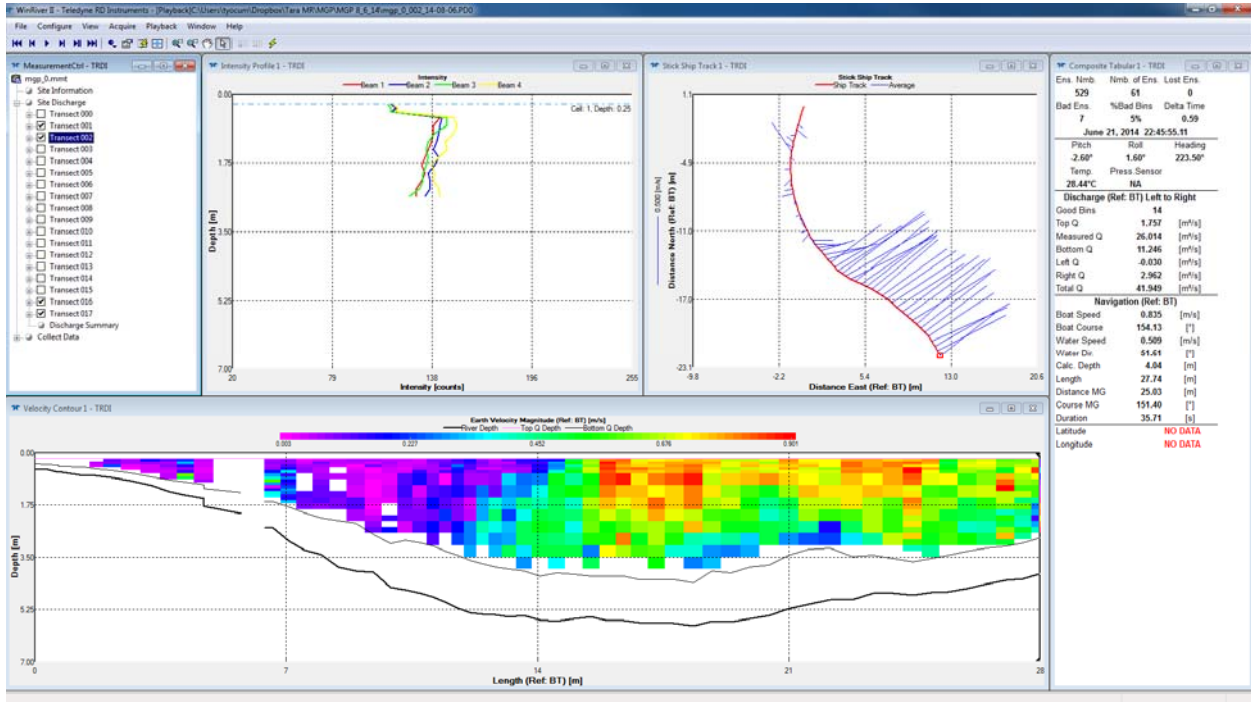 WinRiver II - Teledyne RD Instruments - [Playback]C:\Users\tyocum\Dropbox\Tara MR\MGP\MGP 8_6_14\mgp_0_002_14-08-06.PD0
File Configure View Acquire Playback Window Help
MeasurementCtrl - TRDI
mgp_0.mmt
Site Information
Site Discharge
Transect 000
Transect 001
Transect 002
Transect 003
Transect 004
Transect 005
Transect 006
Transect 007
Transect 008
Transect 009
Transect 010
Transect 011
Transect 012
Transect 013
Transect 014
Transect 015
Transect 016
Transect 017
Discharge Summary
Collect Data
Intensity Profile 1 - TRDI
Intensity
Beam 1 Beam 2 Beam 3 Beam 4
Cell: 1, Depth: 0.25
0.00
1.75
3.50
5.25
7.00
Depth [m]
20 79 138 196 255
Intensity [counts]
Stick Ship Track 1 - TRDI
Stick Ship Track
Ship Track Average
1.1
-4.9
-11.0
-17.0
-23.1
0.500 [m/s]
Distance North (Ref: BT) [m]
-9.8 -2.2 5.4 13.0 20.6
Distance East (Ref: BT) [m]
Composite Tabular 1 - TRDI
Ens. Nmb. Nmb. of Ens. Lost Ens.
529 61 0
Bad Ens. %Bad Bins Delta Time
7 5% 0.59
June 21, 2014 22:45:55.11
Pitch Roll Heading
-2.60° 1.60° 223.50°
Temp. Press.Sensor
28.44°C NA
Discharge (Ref: BT) Left to Right
Good Bins 14
Top Q 1.757 [m³/s]
Measured Q 26.014 [m³/s]
Bottom Q 11.246 [m³/s]
Left Q -0.030 [m³/s]
Right Q 2.962 [m³/s]
Total Q 41.949 [m³/s]
Navigation (Ref: BT)
Boat Speed 0.835 [m/s]
Boat Course 154.13 [°]
Water Speed 0.509 [m/s]
Water Dir. 51.61 [°]
Calc. Depth 4.04 [m]
Length 27.74 [m]
Distance MG 25.03 [m]
Course MG 151.40 [°]
Duration 35.71 [s]
Latitude NO DATA
Longitude NO DATA
Velocity Contour 1 - TRDI
Earth Velocity Magnitude (Ref: BT) [m/s]
River Depth Top Q Depth Bottom Q Depth
0.003 0.227 0.452 0.676 0.901
0.00
1.75
3.50
5.25
7.00
Depth [m]
0 7 14 21 28
Length (Ref: BT) [m]